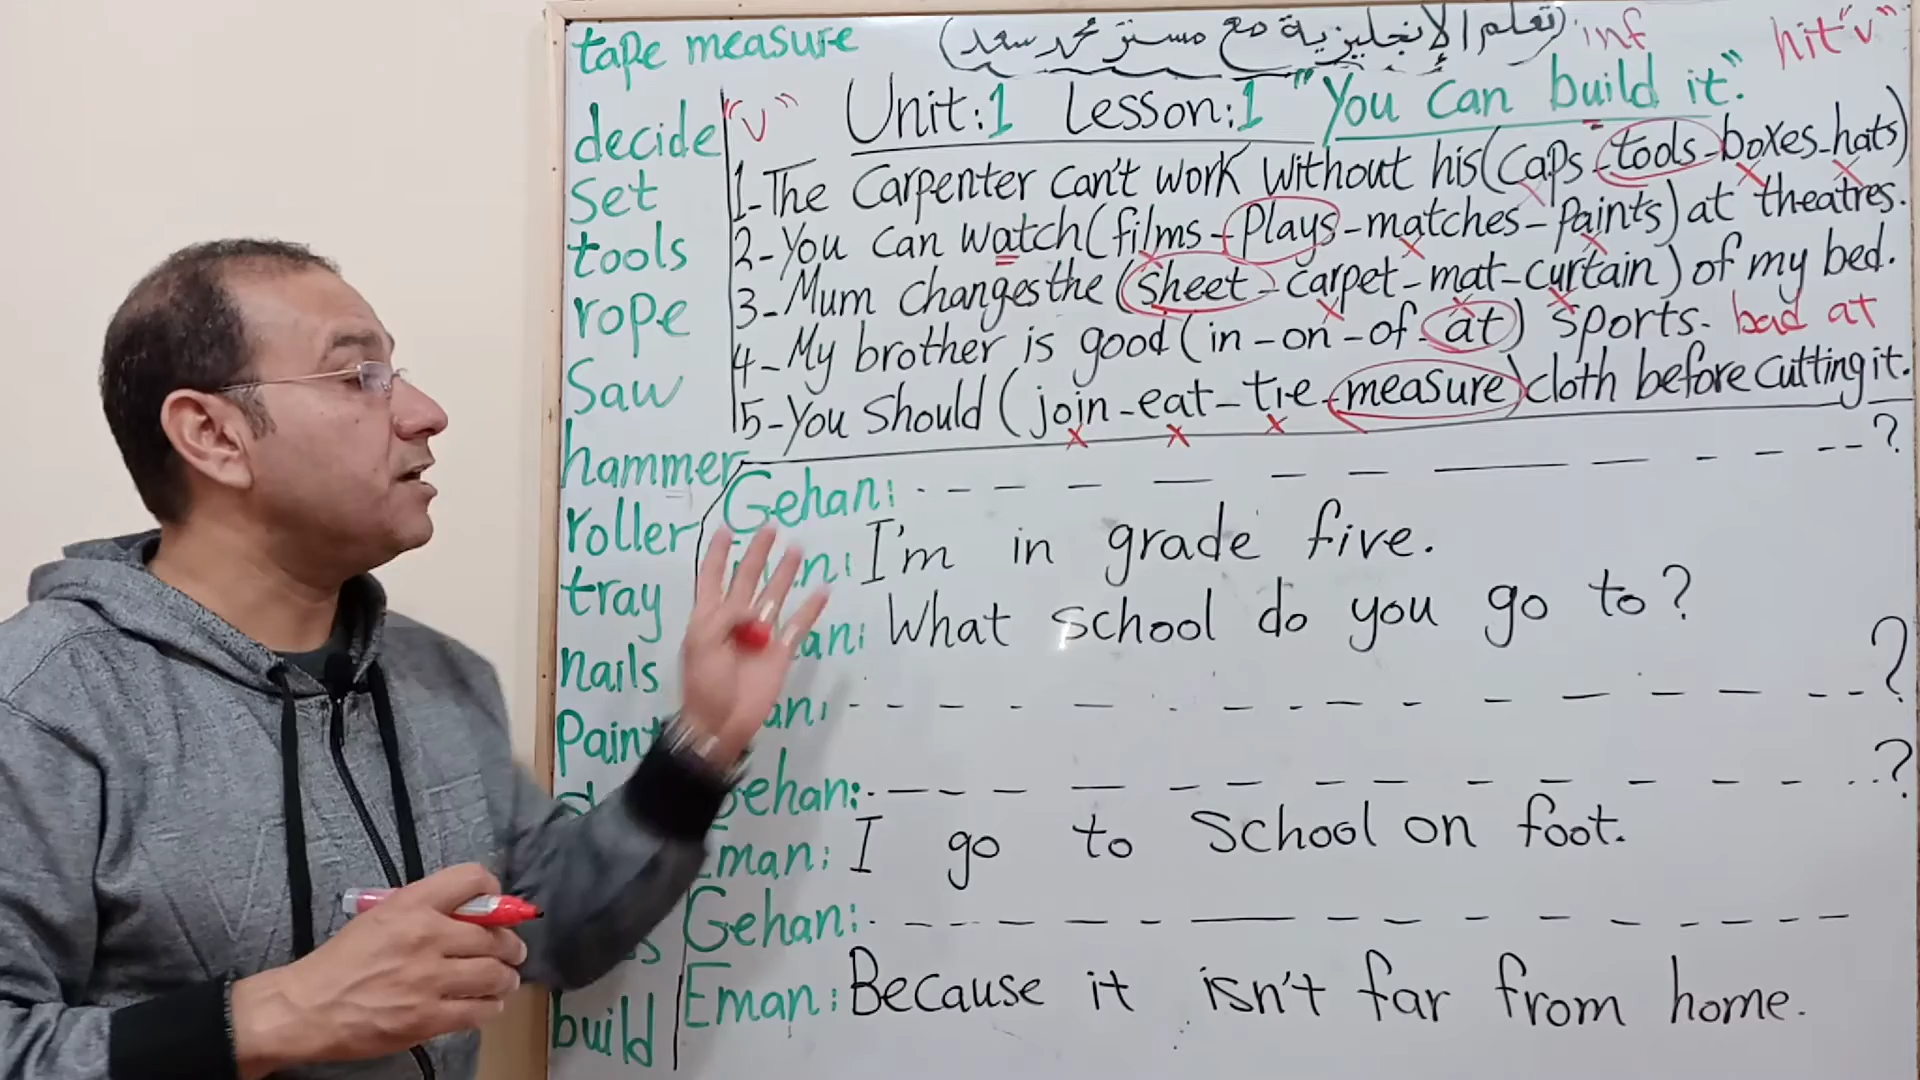 tape measure
(تعلم الإنجليزية مع مستر محمد سعد)
inf
hit "v"
decide "v"
Unit:1 Lesson:1 "You can build it."
set
tools
rope
saw
hammer
roller
tray
nails
paint
build
1-The carpenter can't work without his (caps - tools - boxes - hats)
2-You can watch (films - plays - matches - paints) at theatres.
3-Mum changes the (sheet - carpet - mat - curtain) of my bed.
4-My brother is good (in - on - of - at) sports. bad at
5-You should (join - eat - tie - measure) cloth before cutting it.
Gehan: ?
I'm in grade five.
What school do you go to?
?
Gehan: ?
Eman: I go to school on foot.
Gehan:
Eman: Because it isn't far from home.